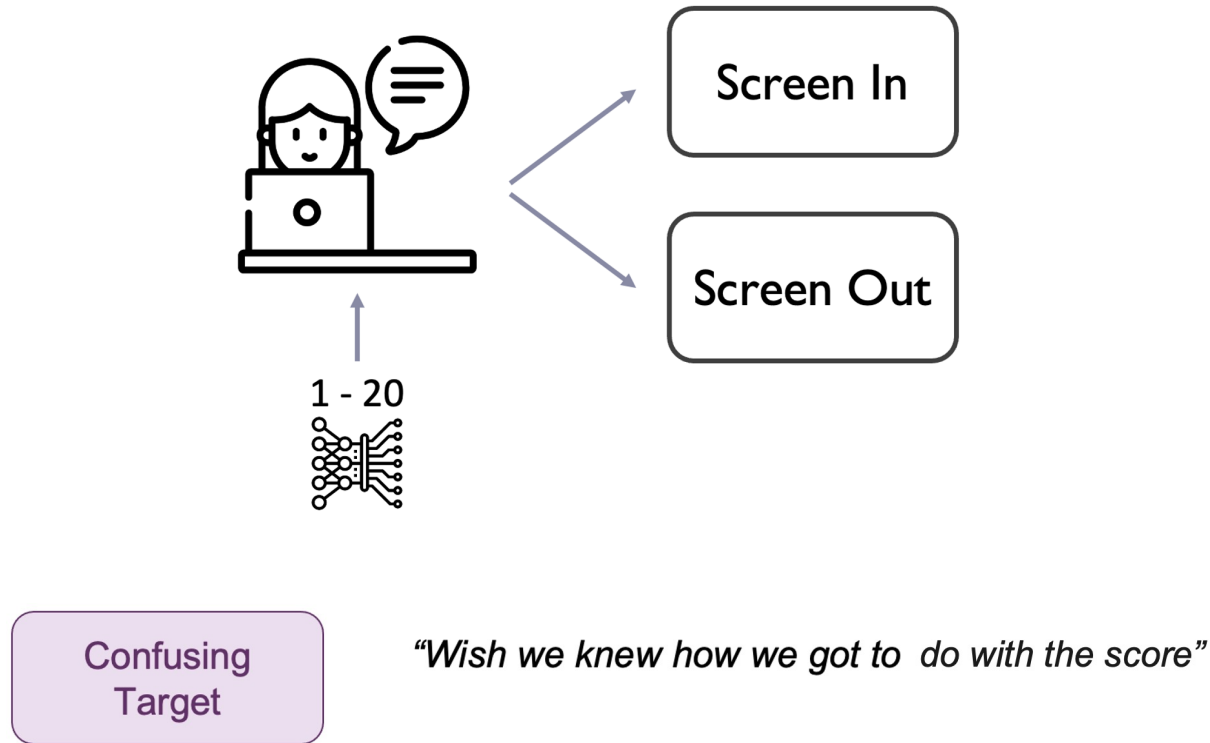 Screen In
Screen Out
1 - 20
Confusing
Target
“Wish we knew how we got to do with the score”